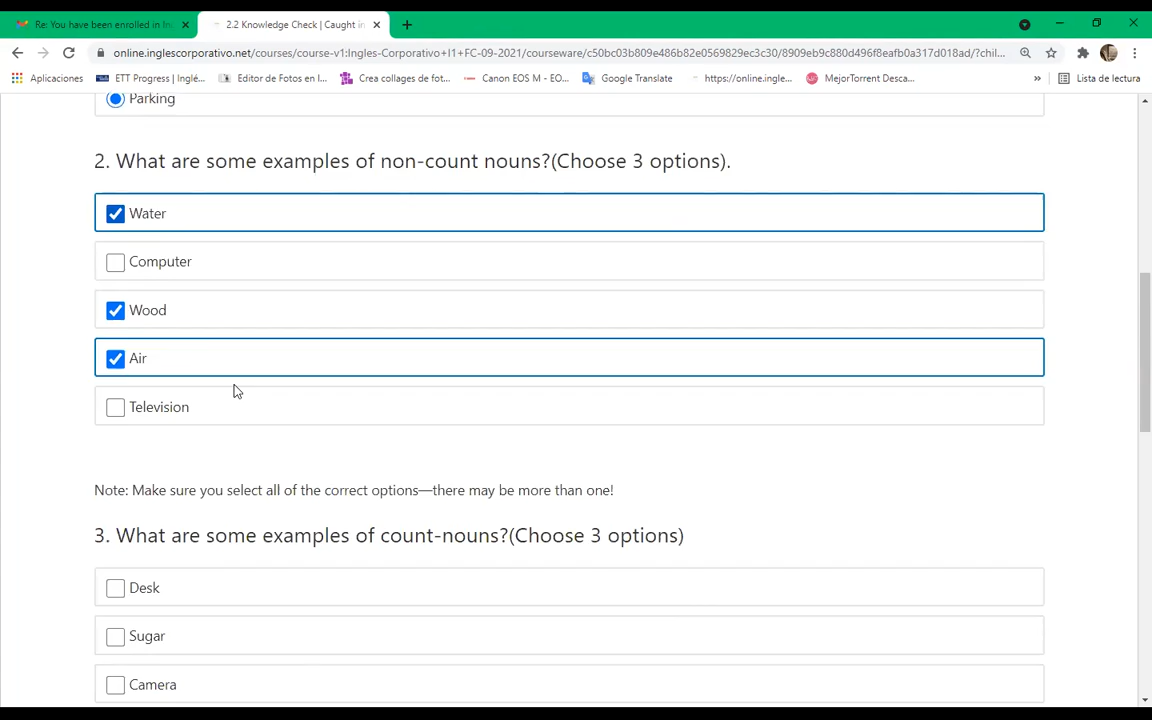 Re: You have been enrolled in In
2.2 Knowledge Check | Caught in
online.inglescorporativo.net/courses/course-v1:Ingles-Corporativo+I1+FC-09-2021/courseware/c50bc03b809e486b82e0569829ec3c30/8909eb9c880d496f8eafb0a317d018ad/?chil...
Aplicaciones
ETT Progress | Inglé...
Editor de Fotos en l...
Crea collages de fot...
Canon EOS M - EO...
Google Translate
https://online.ingle...
MejorTorrent Desca...
»
Lista de lectura
Parking
2. What are some examples of non-count nouns?(Choose 3 options).
Water
Computer
Wood
Air
Television
Note: Make sure you select all of the correct options—there may be more than one!
3. What are some examples of count-nouns?(Choose 3 options)
Desk
Sugar
Camera